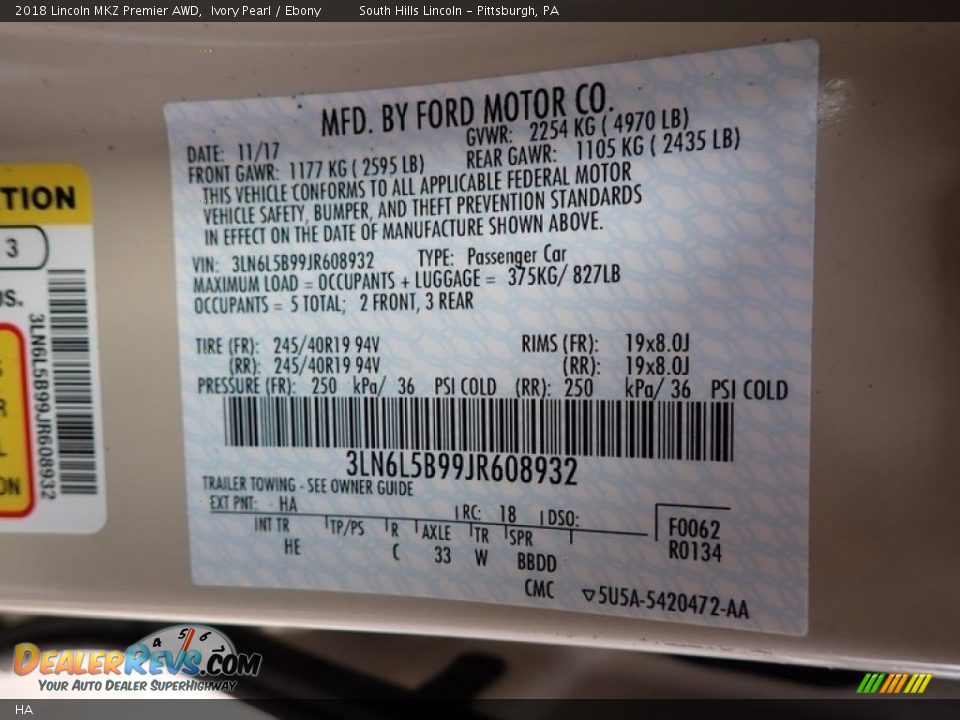 2018 Lincoln MKZ Premier AWD, Ivory Pearl / Ebony South Hills Lincoln - Pittsburgh, PA
MFD. BY FORD MOTOR CO.
DATE: 11/17 GVWR: 2254 KG ( 4970 LB)
FRONT GAWR: 1177 KG ( 2595 LB) REAR GAWR: 1105 KG ( 2435 LB)
THIS VEHICLE CONFORMS TO ALL APPLICABLE FEDERAL MOTOR
VEHICLE SAFETY, BUMPER, AND THEFT PREVENTION STANDARDS
IN EFFECT ON THE DATE OF MANUFACTURE SHOWN ABOVE.
VIN: 3LN6L5B99JR608932 TYPE: Passenger Car
MAXIMUM LOAD = OCCUPANTS + LUGGAGE = 375KG/ 827LB
OCCUPANTS = 5 TOTAL; 2 FRONT, 3 REAR
TIRE (FR): 245/40R19 94V RIMS (FR): 19x8.0J
(RR): 245/40R19 94V (RR): 19x8.0J
PRESSURE (FR): 250 kPa/ 36 PSI COLD (RR): 250 kPa/ 36 PSI COLD
3LN6L5B99JR608932
TRAILER TOWING - SEE OWNER GUIDE
EXT PNT: HA RC: 18 DSO:
INT TR TP/PS R AXLE TR SPR F0062
HE C 33 W BBDD R0134
CMC 5U5A-5420472-AA
TION
3
3LN6L5B99JR608932
4 5 6
DEALERREVS.COM
YOUR AUTO DEALER SUPERHIGHWAY
HA